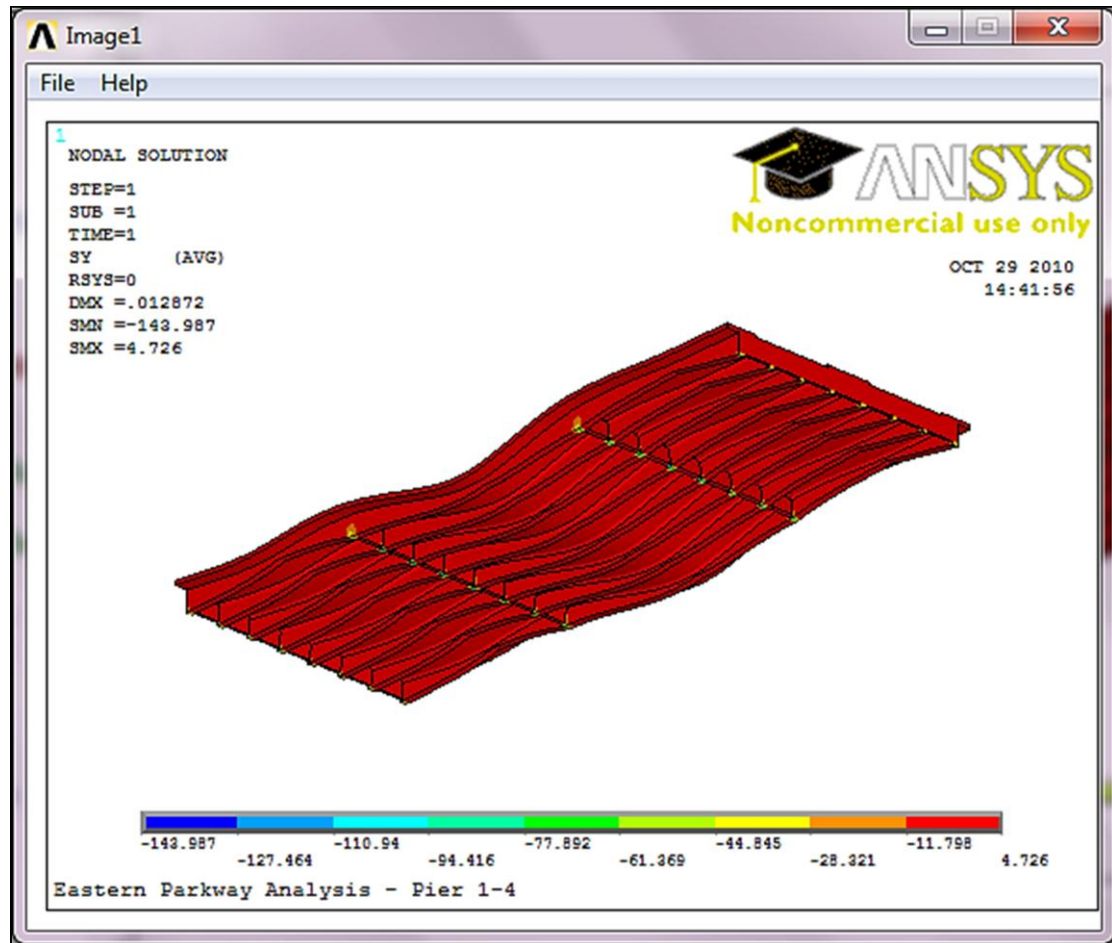 Image1
File Help
1
NODAL SOLUTION
STEP=1
SUB =1
TIME=1
SY (AVG)
RSYS=0
DMX =.012872
SMN =-143.987
SMX =4.726
ANSYS
Noncommercial use only
OCT 29 2010
14:41:56
-143.987 -110.94 -77.892 -44.845 -11.798
-127.464 -94.416 -61.369 -28.321 4.726
Eastern Parkway Analysis - Pier 1-4